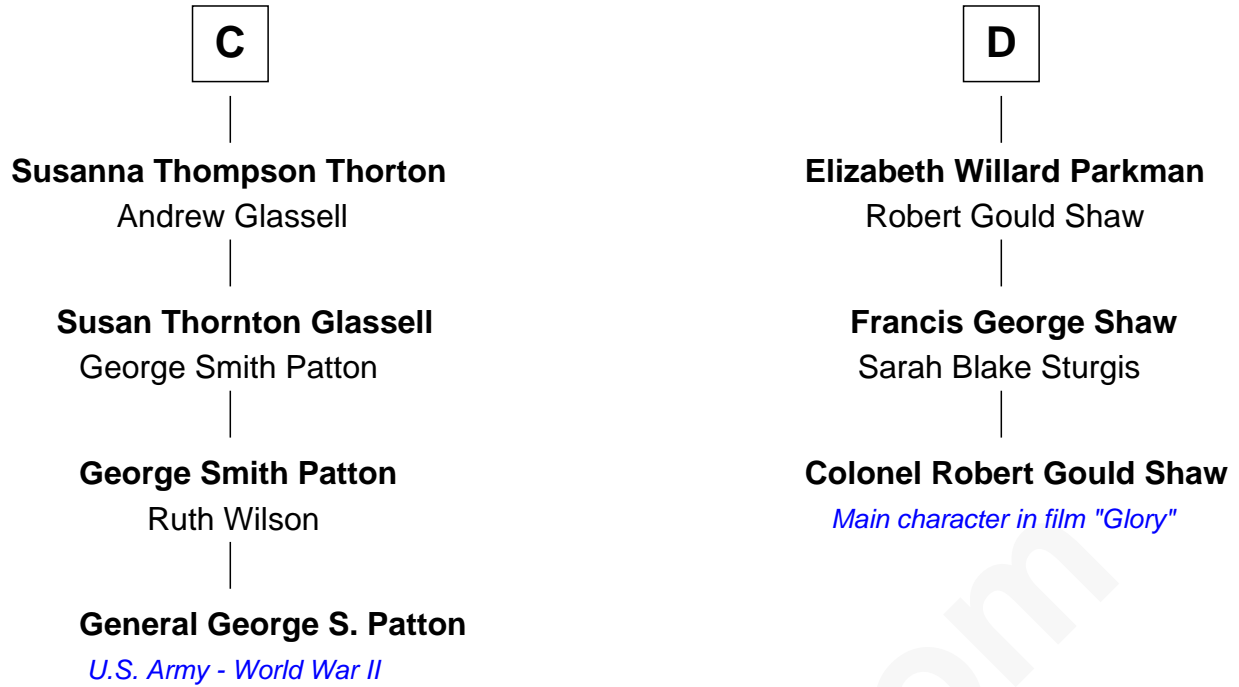 C
Susanna Thompson Thorton
Andrew Glassell
Susan Thornton Glassell
George Smith Patton
George Smith Patton
Ruth Wilson
General George S. Patton
U.S. Army - World War II
D
Elizabeth Willard Parkman
Robert Gould Shaw
Francis George Shaw
Sarah Blake Sturgis
Colonel Robert Gould Shaw
Main character in film "Glory"
om